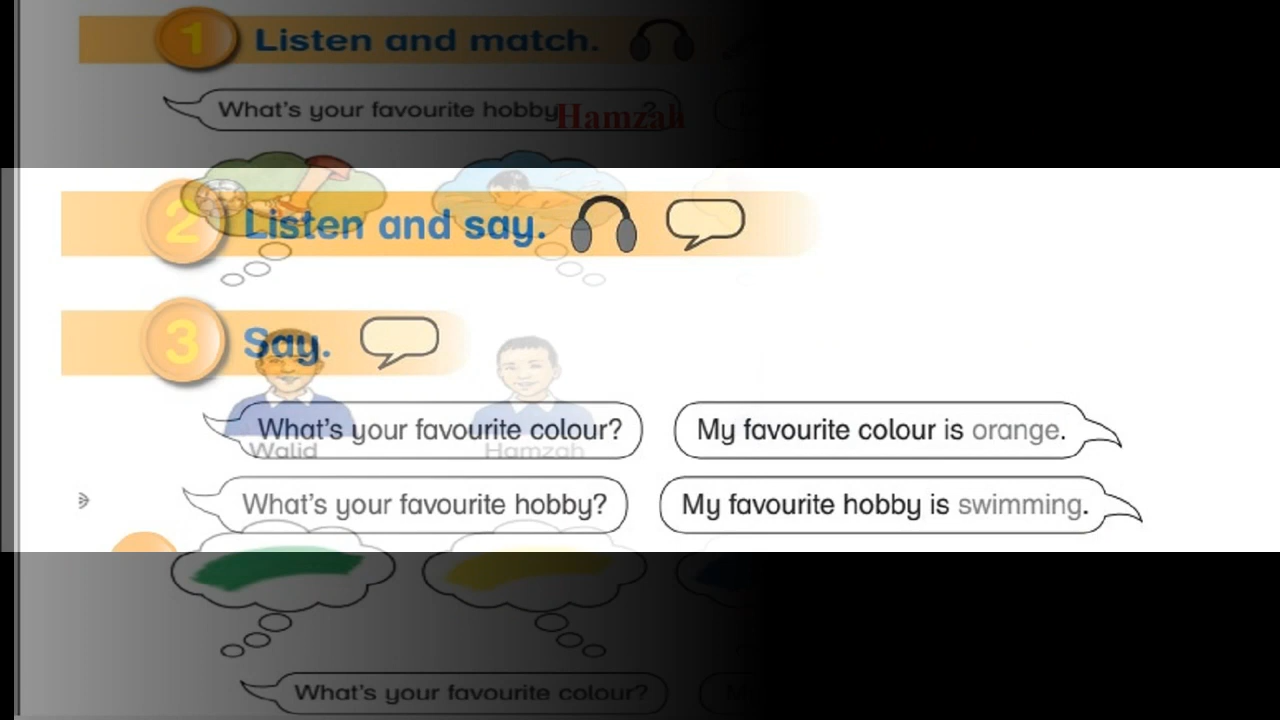 1 Listen and match.
What's your favourite hobby Hamzah ?
2 Listen and say.
3 Say.
What's your favourite colour? My favourite colour is orange.
Walid Hamzah
What's your favourite hobby? My favourite hobby is swimming.
What's your favourite colour?